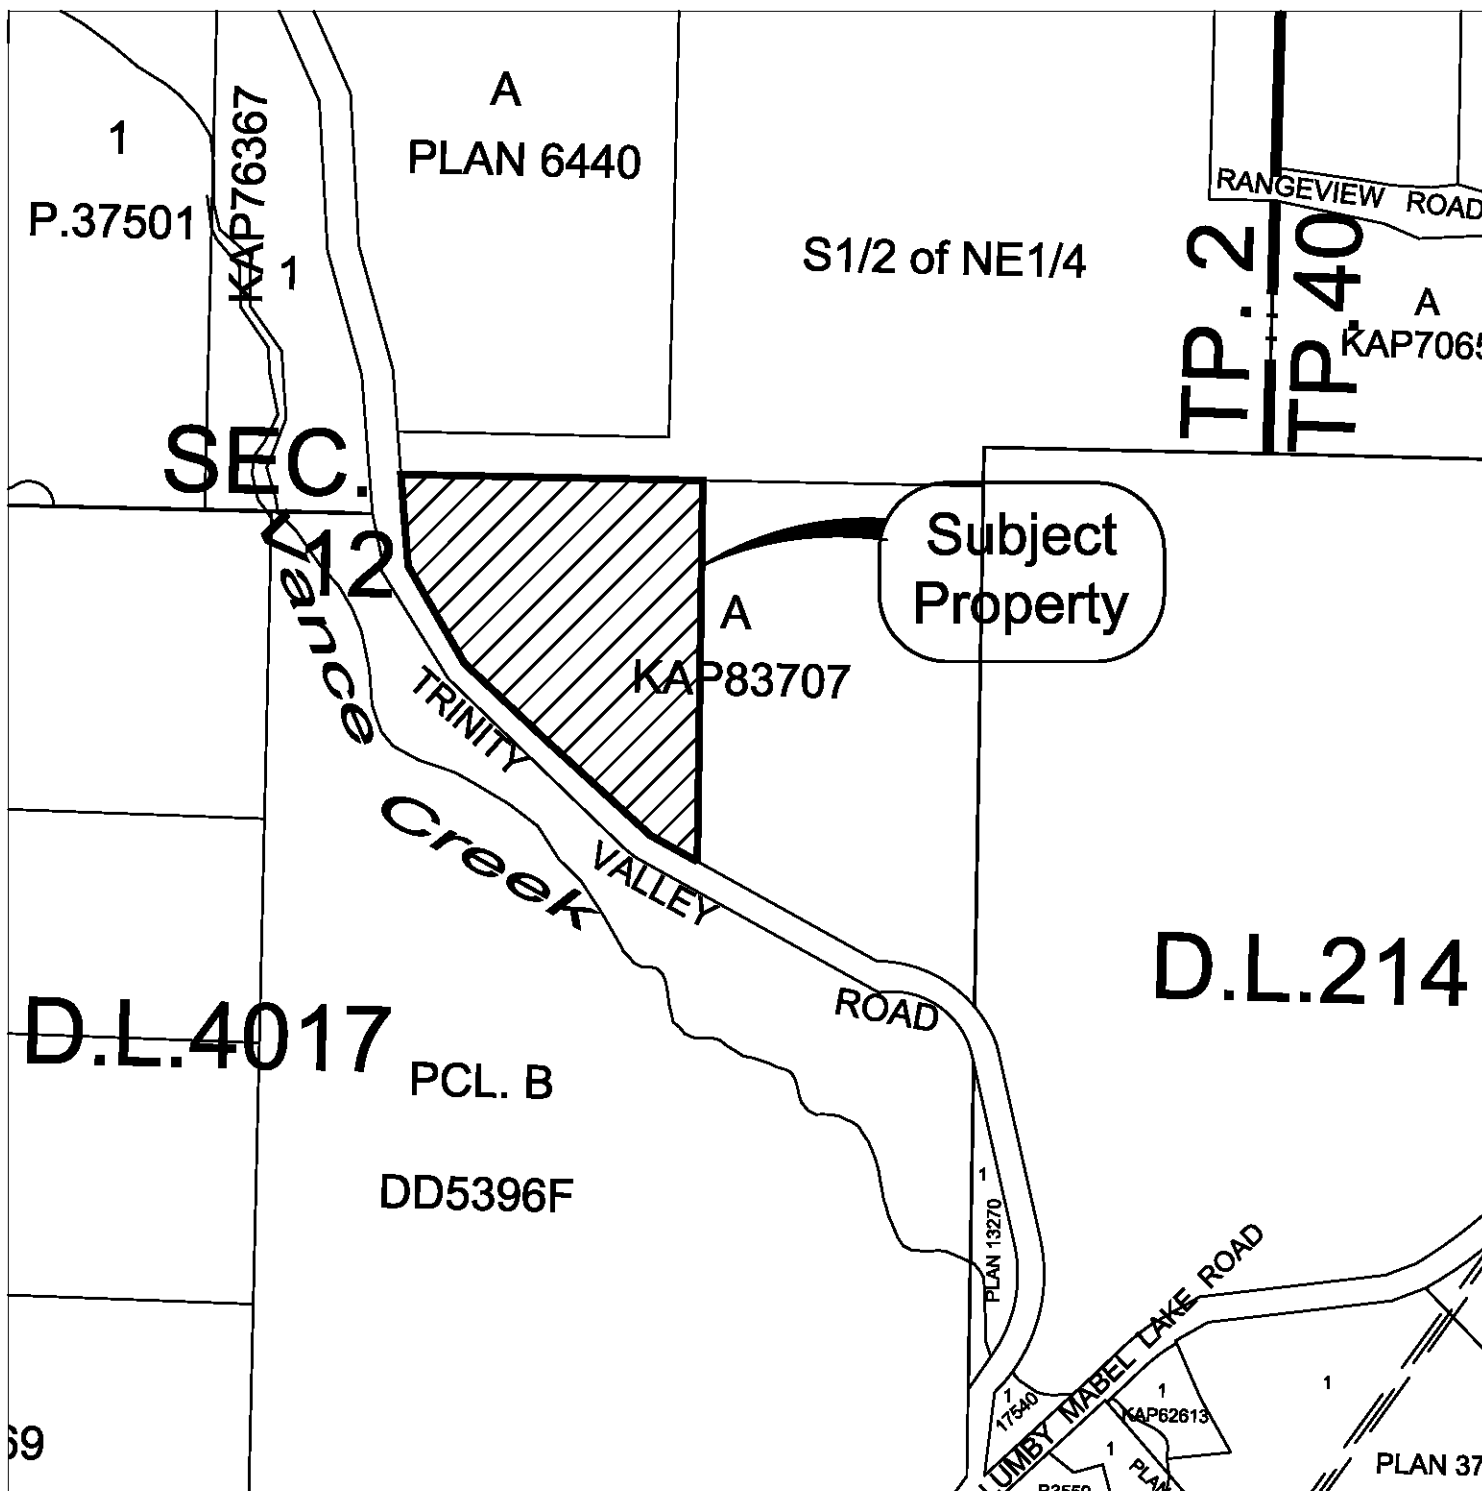 A
PLAN 6440
1
P.37501
KAP76367
1
S1/2 of NE1/4
RANGEVIEW ROAD
TP. 2
TP. 40
A
SEC.
12
Vance Creek
Subject
Property
A
KAP83707
TRINITY VALLEY ROAD
D.L.214
D.L.4017
PCL. B
DD5396F
1
PLAN 13270
LUMBY MABEL LAKE ROAD
1
17540
1
KAP62613
1
1
PLAN 37
69